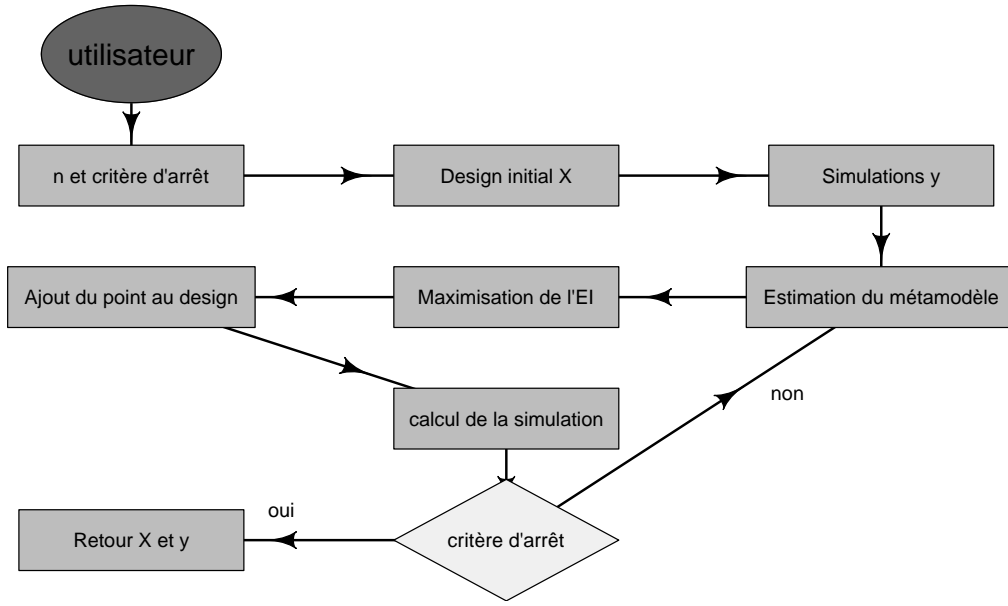 utilisateur
n et critère d'arrêt
Design initial X
Simulations y
Ajout du point au design
Maximisation de l'EI
Estimation du métamodèle
calcul de la simulation
non
oui
Retour X et y
critère d'arrêt